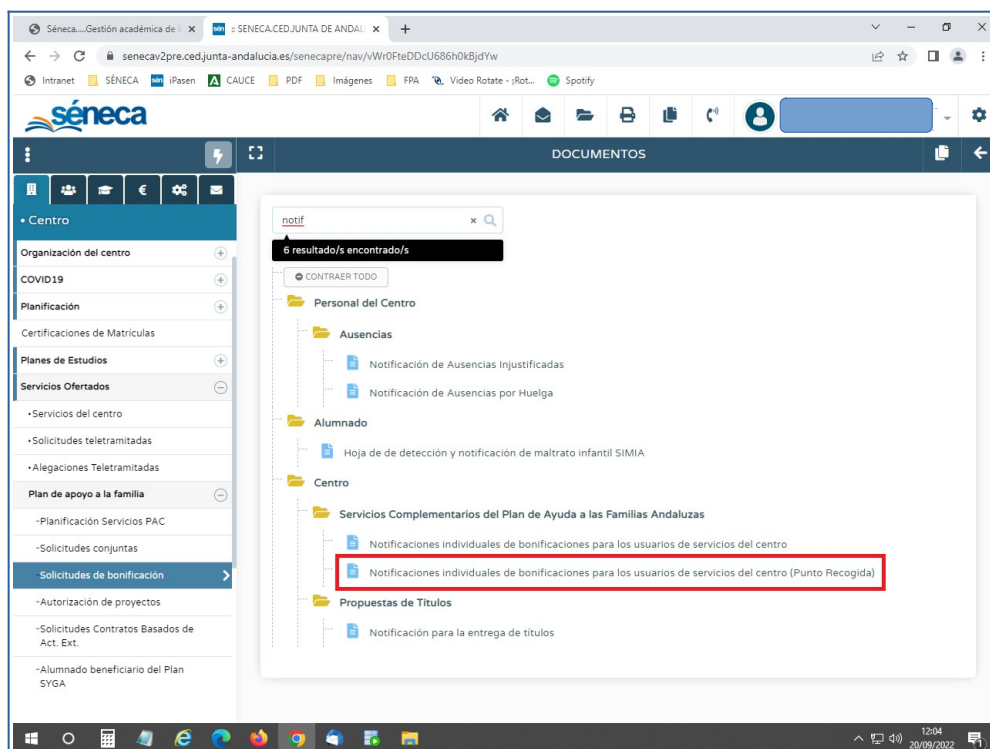 Séneca....Gestión académica de l
:: SÉNECA.CED.JUNTA DE ANDAL
senecav2pre.ced.junta-andalucia.es/senecapre/nav/vWr0FteDDcU686h0kBjdYw
Intranet SÉNECA iPasen CAUCE PDF Imágenes FPA Video Rotate - ¡Rot... Spotify
séneca
DOCUMENTOS
• Centro
Organización del centro
COVID19
Planificación
Certificaciones de Matrículas
Planes de Estudios
Servicios Ofertados
•Servicios del centro
•Solicitudes teletramitadas
•Alegaciones Teletramitadas
Plan de apoyo a la familia
-Planificación Servicios PAC
-Solicitudes conjuntas
-Solicitudes de bonificación
-Autorización de proyectos
-Solicitudes Contratos Basados de
Act. Ext.
-Alumnado beneficiario del Plan
SYGA
notif
6 resultado/s encontrado/s
CONTRAER TODO
Personal del Centro
Ausencias
Notificación de Ausencias Injustificadas
Notificación de Ausencias por Huelga
Alumnado
Hoja de de detección y notificación de maltrato infantil SIMIA
Centro
Servicios Complementarios del Plan de Ayuda a las Familias Andaluzas
Notificaciones individuales de bonificaciones para los usuarios de servicios del centro
Notificaciones individuales de bonificaciones para los usuarios de servicios del centro (Punto Recogida)
Propuestas de Títulos
Notificación para la entrega de títulos
12:04
20/09/2022